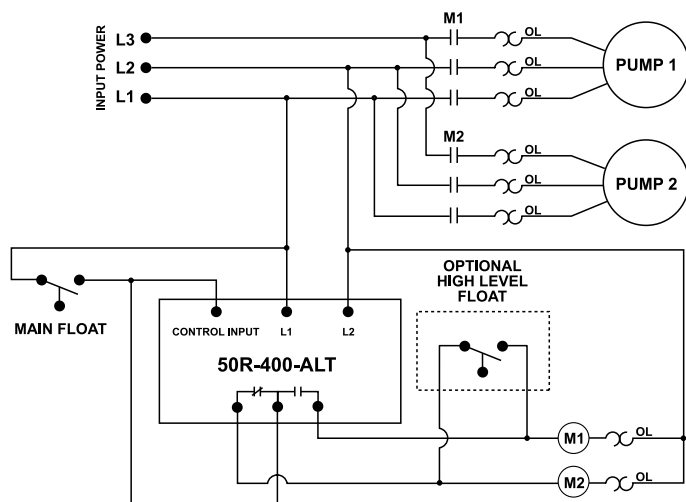 INPUT POWER
L3
L2
L1
M1
OL
OL
OL
PUMP 1
M2
OL
OL
OL
PUMP 2
MAIN FLOAT
OPTIONAL
HIGH LEVEL
FLOAT
CONTROL INPUT
L1
L2
50R-400-ALT
M1
OL
M2
OL